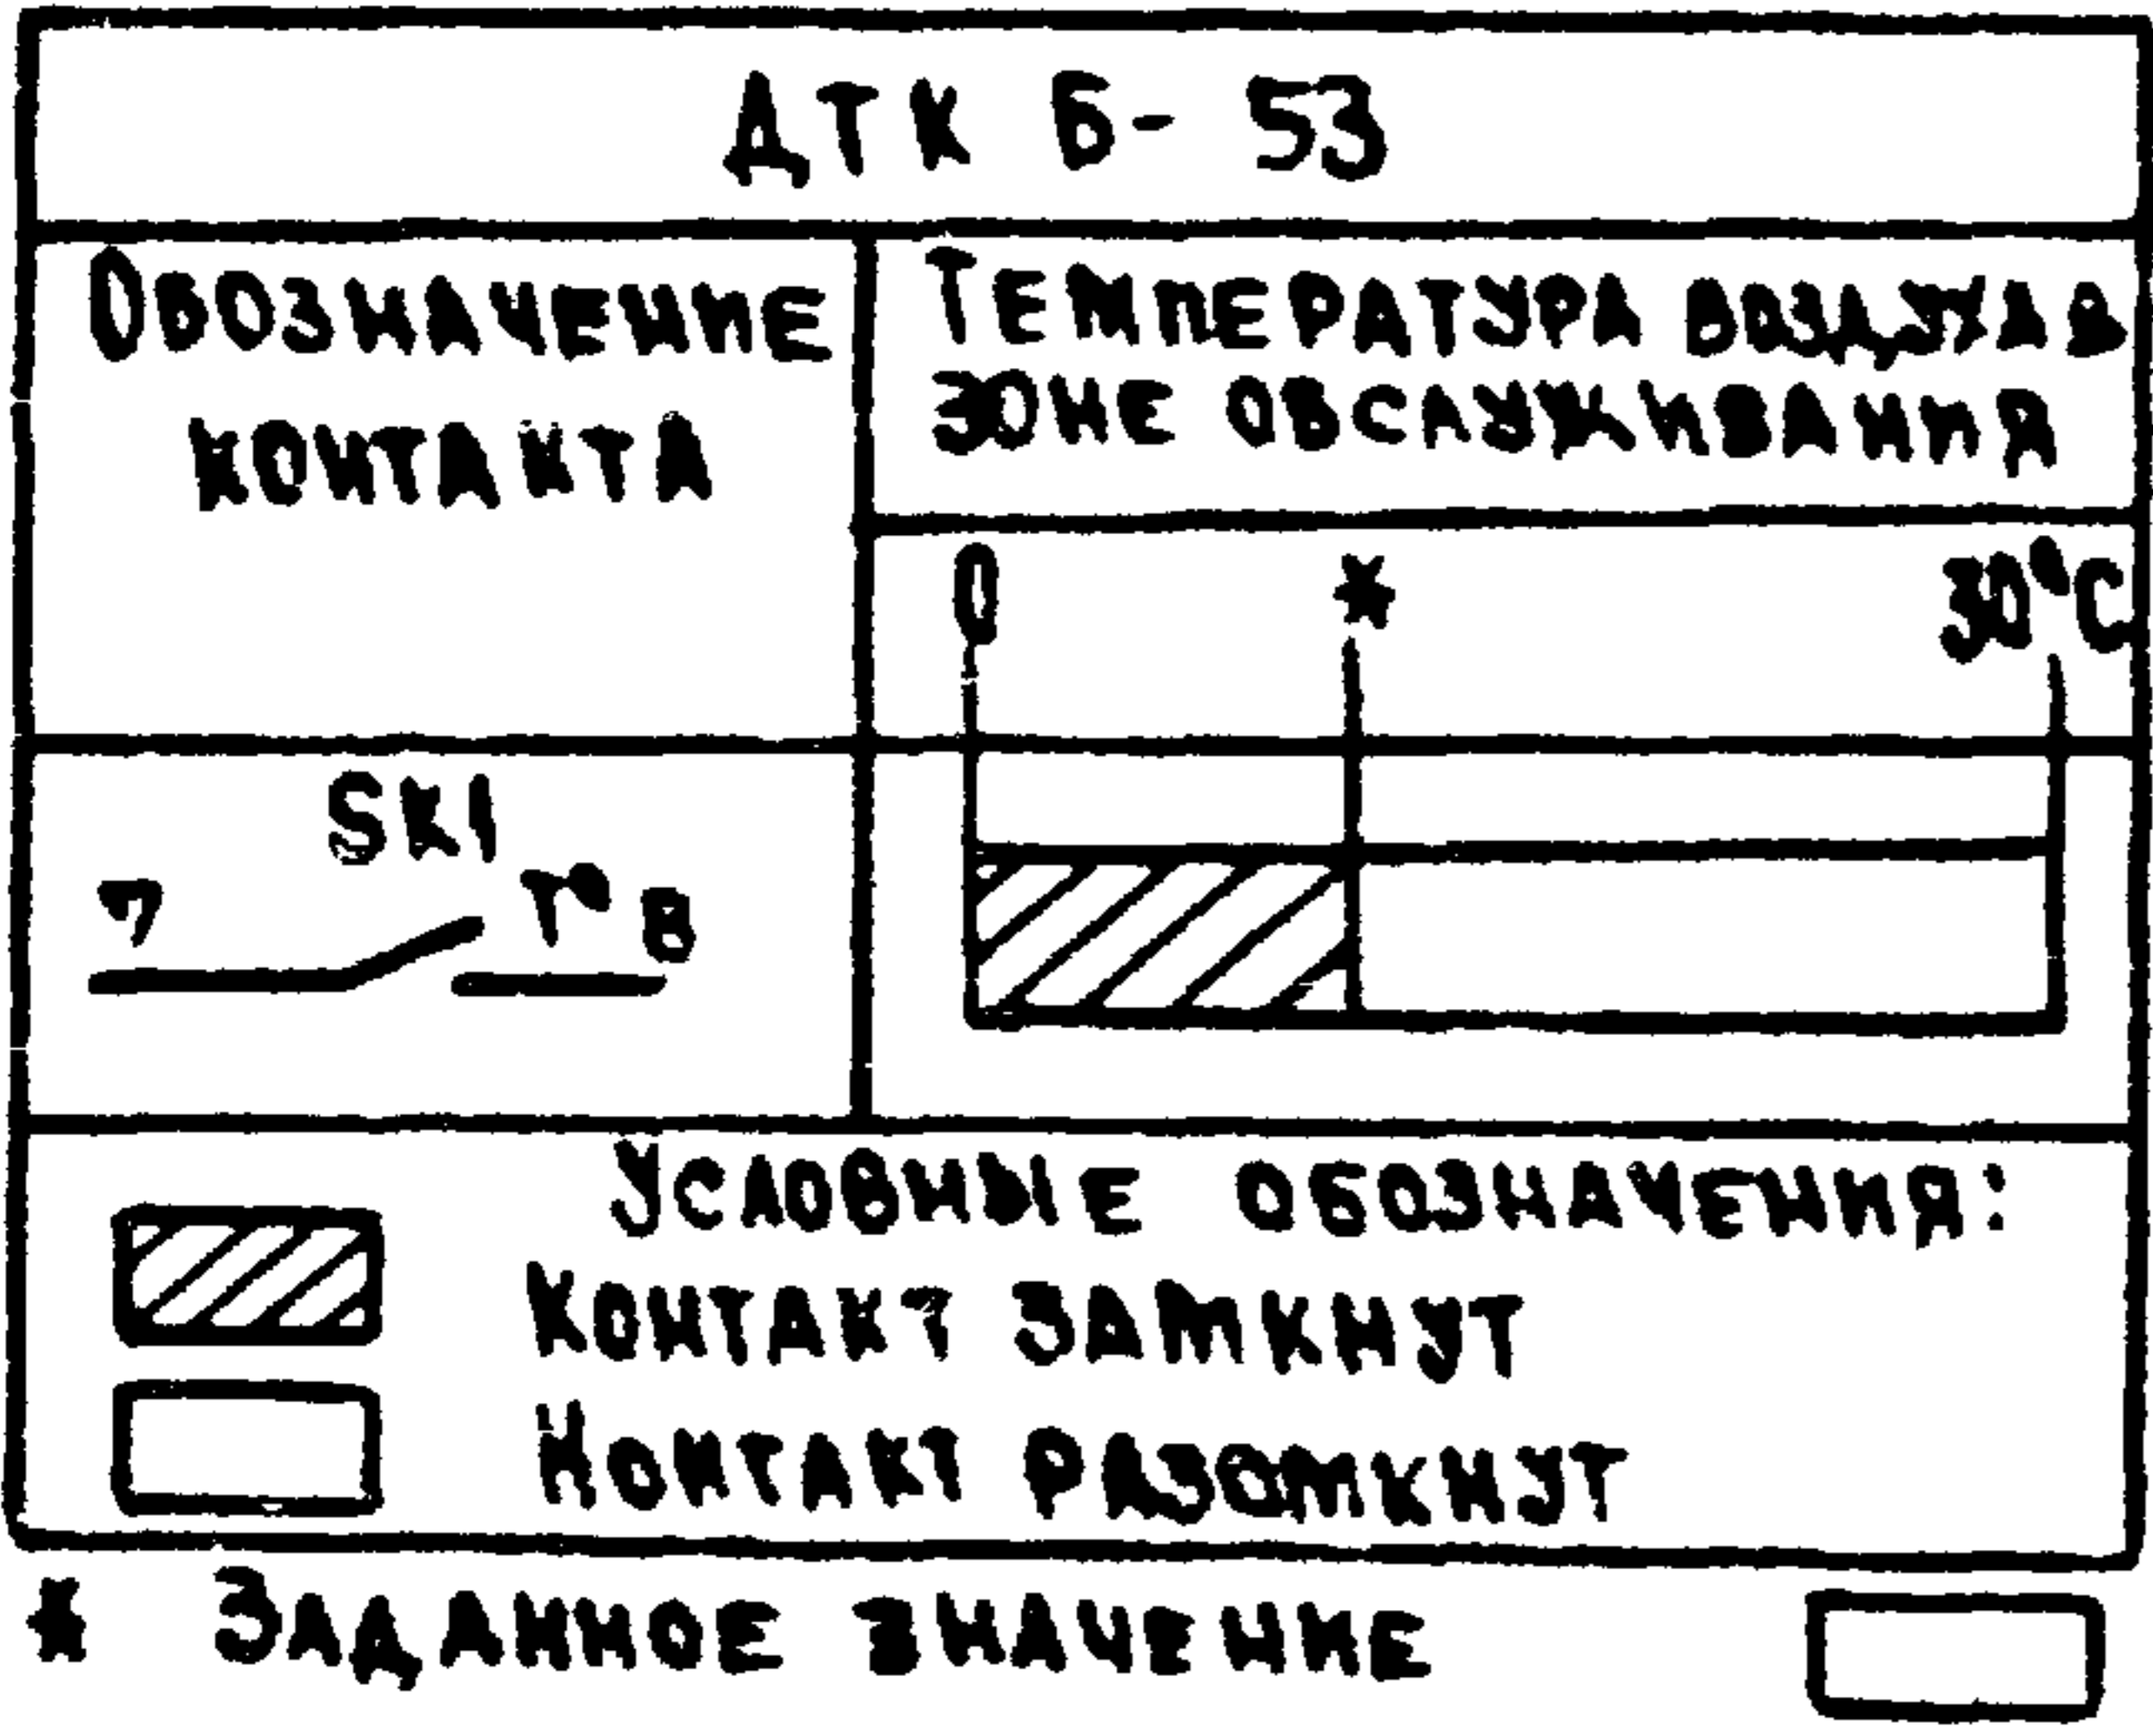 ДТК Б- 53
Обозначение
контакта
Температура воздуха в
зоне обслуживания
0 * 30°С
SK1
7 8
Условные обозначения:
Контакт замкнут
Контакт разомкнут
* Заданное значение